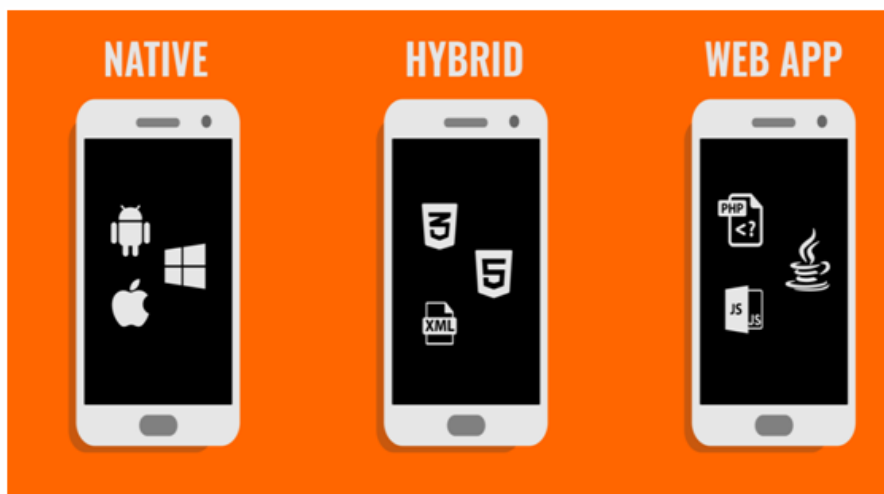 NATIVE
HYBRID
WEB APP
3
5
XML
PHP
<?
JS
JS